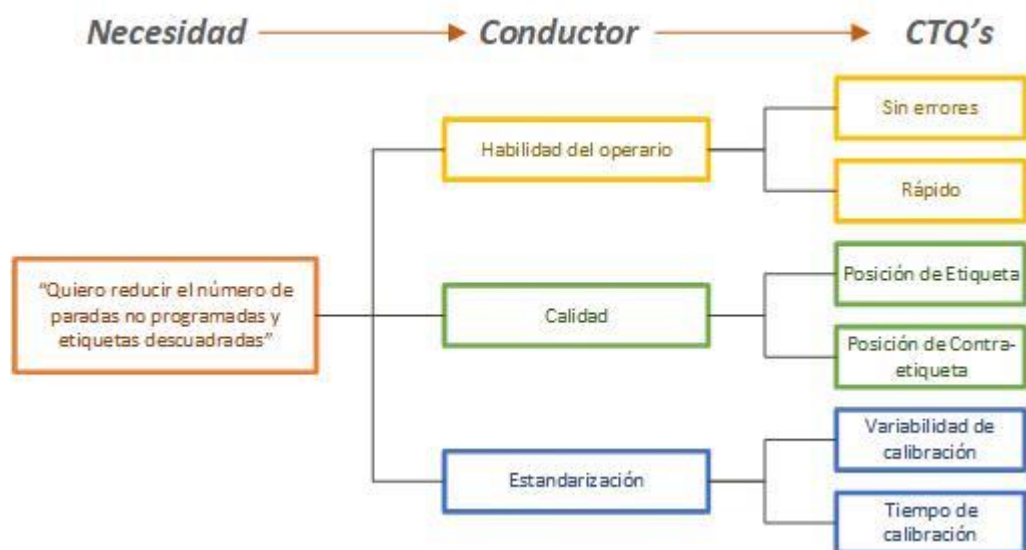 Necesidad
Conductor
CTQ's
Sin errores
Habilidad del operario
Rápido
"Quiero reducir el número de
paradas no programadas y
etiquetas descuadradas"
Posición de Etiqueta
Calidad
Posición de Contra-
etiqueta
Variabilidad de
calibración
Estandarización
Tiempo de
calibración